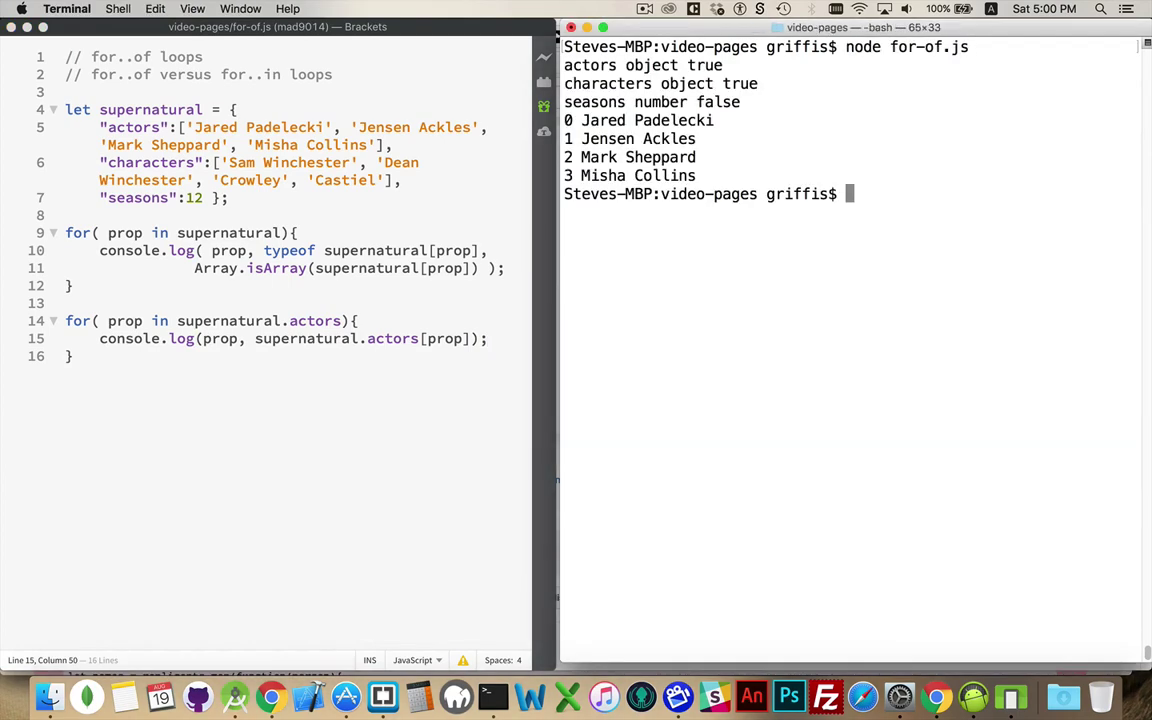 Terminal Shell Edit View Window Help 100% Sat 5:00 PM
video-pages/for-of.js (mad9014) — Brackets
1 // for..of loops
2 // for..of versus for..in loops
3
4 let supernatural = {
5 "actors":['Jared Padelecki', 'Jensen Ackles',
'Mark Sheppard', 'Misha Collins'],
6 "characters":['Sam Winchester', 'Dean
Winchester', 'Crowley', 'Castiel'],
7 "seasons":12 };
8
9 for( prop in supernatural){
10 console.log( prop, typeof supernatural[prop],
11 Array.isArray(supernatural[prop]) );
12 }
13
14 for( prop in supernatural.actors){
15 console.log(prop, supernatural.actors[prop]);
16 }
Line 15, Column 50 — 16 Lines INS JavaScript Spaces: 4
video-pages — -bash — 65×33
Steves-MBP:video-pages griffis$ node for-of.js
actors object true
characters object true
seasons number false
0 Jared Padelecki
1 Jensen Ackles
2 Mark Sheppard
3 Misha Collins
Steves-MBP:video-pages griffis$
AUG
19
An
Ps
FZ